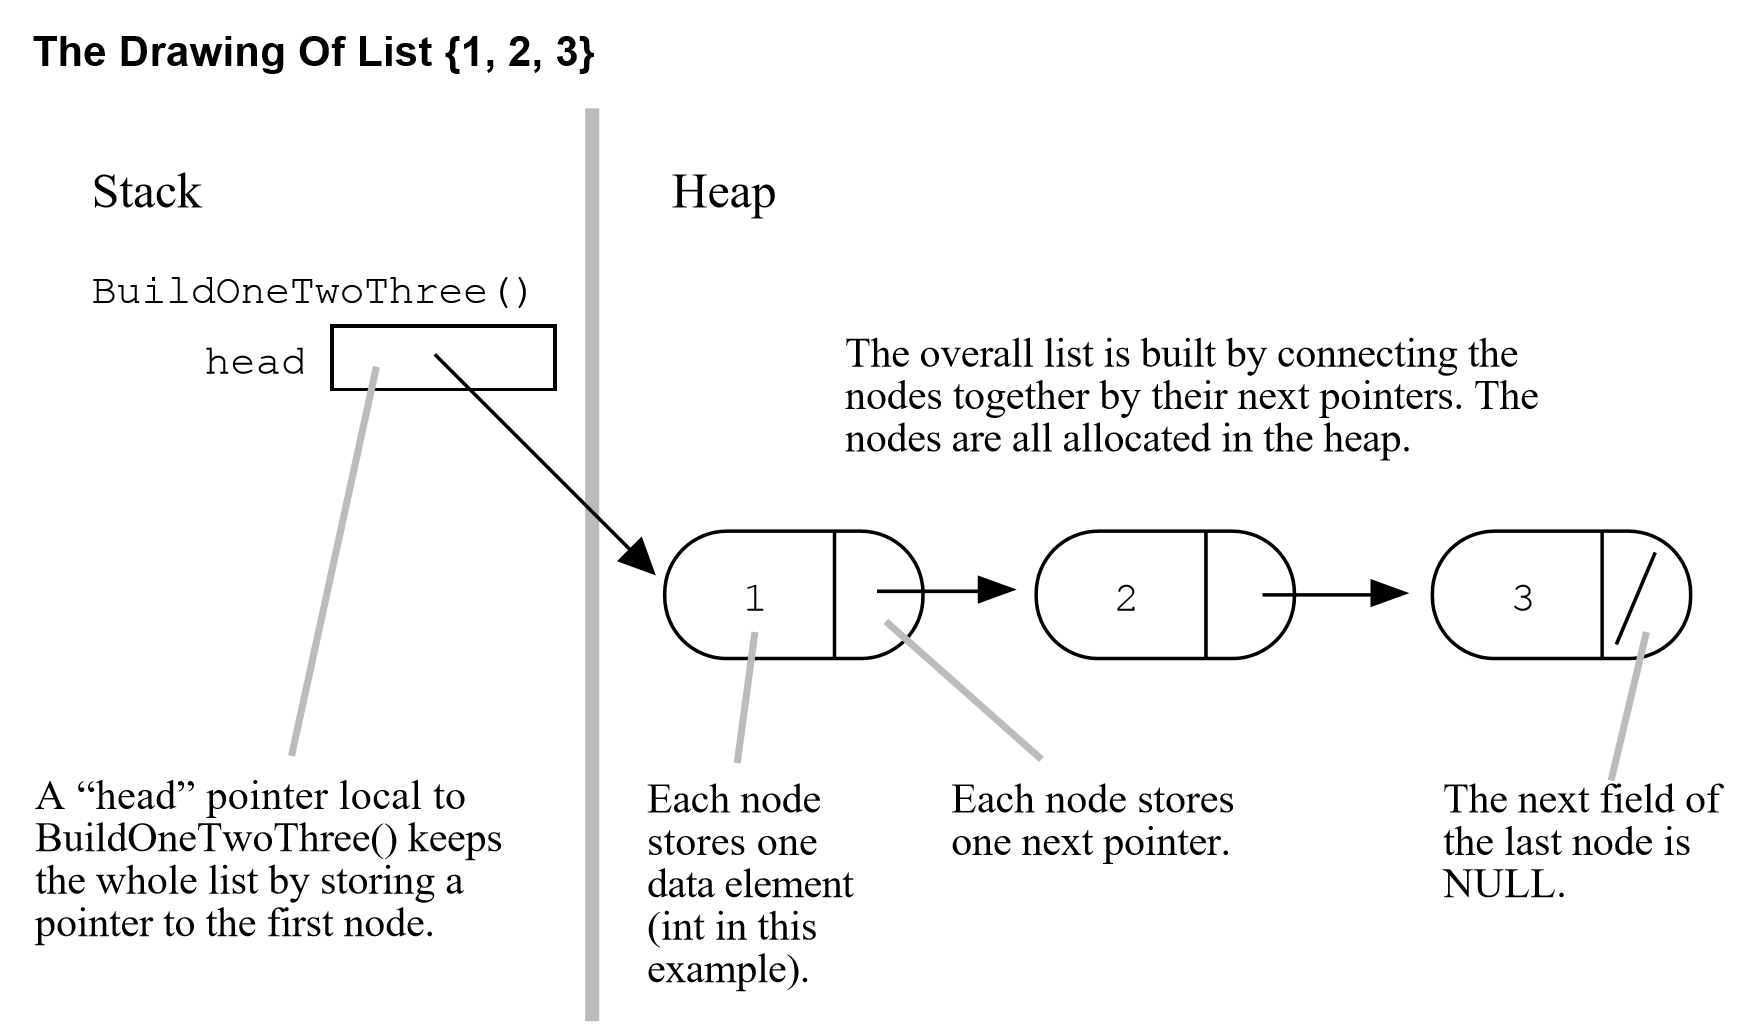 The Drawing Of List {1, 2, 3}
Stack
Heap
BuildOneTwoThree()
head
The overall list is built by connecting the
nodes together by their next pointers. The
nodes are all allocated in the heap.
1
2
3
A “head” pointer local to
BuildOneTwoThree() keeps
the whole list by storing a
pointer to the first node.
Each node
stores one
data element
(int in this
example).
Each node stores
one next pointer.
The next field of
the last node is
NULL.